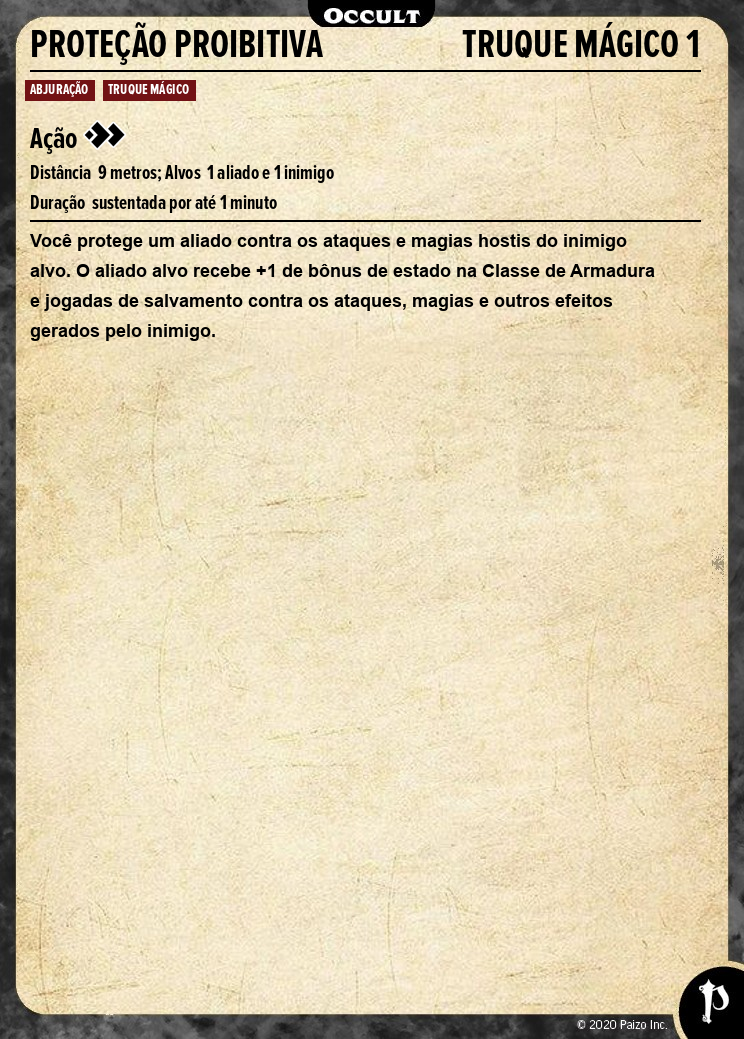 OCCULT
PROTEÇÃO PROIBITIVA TRUQUE MÁGICO 1
ABJURAÇÃO TRUQUE MÁGICO
Ação
Distância 9 metros; Alvos 1 aliado e 1 inimigo
Duração sustentada por até 1 minuto
Você protege um aliado contra os ataques e magias hostis do inimigo
alvo. O aliado alvo recebe +1 de bônus de estado na Classe de Armadura
e jogadas de salvamento contra os ataques, magias e outros efeitos
gerados pelo inimigo.
© 2020 Paizo Inc.